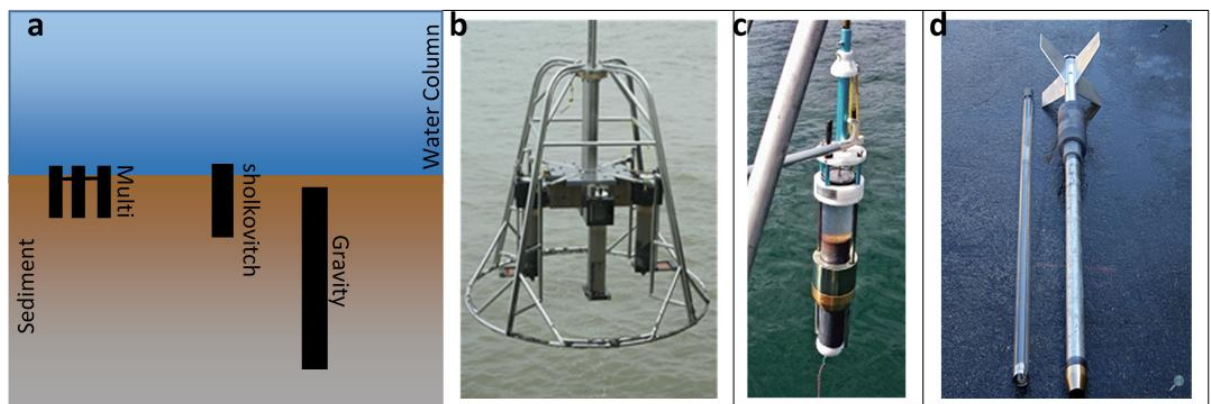 a
b
c
d
Water Column
Multi
sholkovitch
Gravity
Sediment